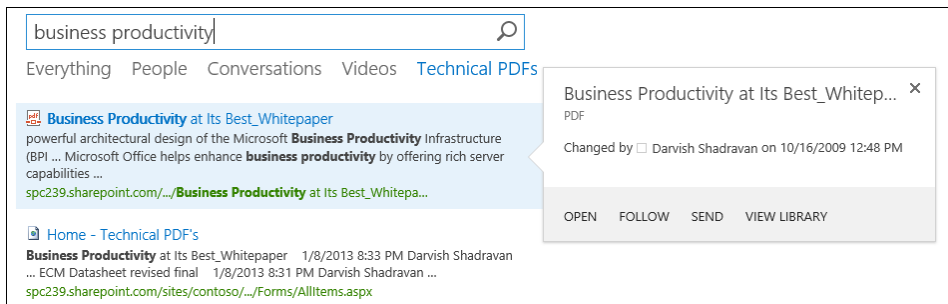 business productivity
Everything People Conversations Videos Technical PDFs
Business Productivity at Its Best_Whitepaper
powerful architectural design of the Microsoft Business Productivity Infrastructure
(BPI ... Microsoft Office helps enhance business productivity by offering rich server
capabilities ...
spc239.sharepoint.com/.../Business Productivity at Its Best_Whitepa...
Home - Technical PDF's
Business Productivity at Its Best_Whitepaper 1/8/2013 8:33 PM Darvish Shadravan
... ECM Datasheet revised final 1/8/2013 8:31 PM Darvish Shadravan ...
spc239.sharepoint.com/sites/contoso/.../Forms/AllItems.aspx
Business Productivity at Its Best_Whitep...
PDF
Changed by Darvish Shadravan on 10/16/2009 12:48 PM
OPEN FOLLOW SEND VIEW LIBRARY